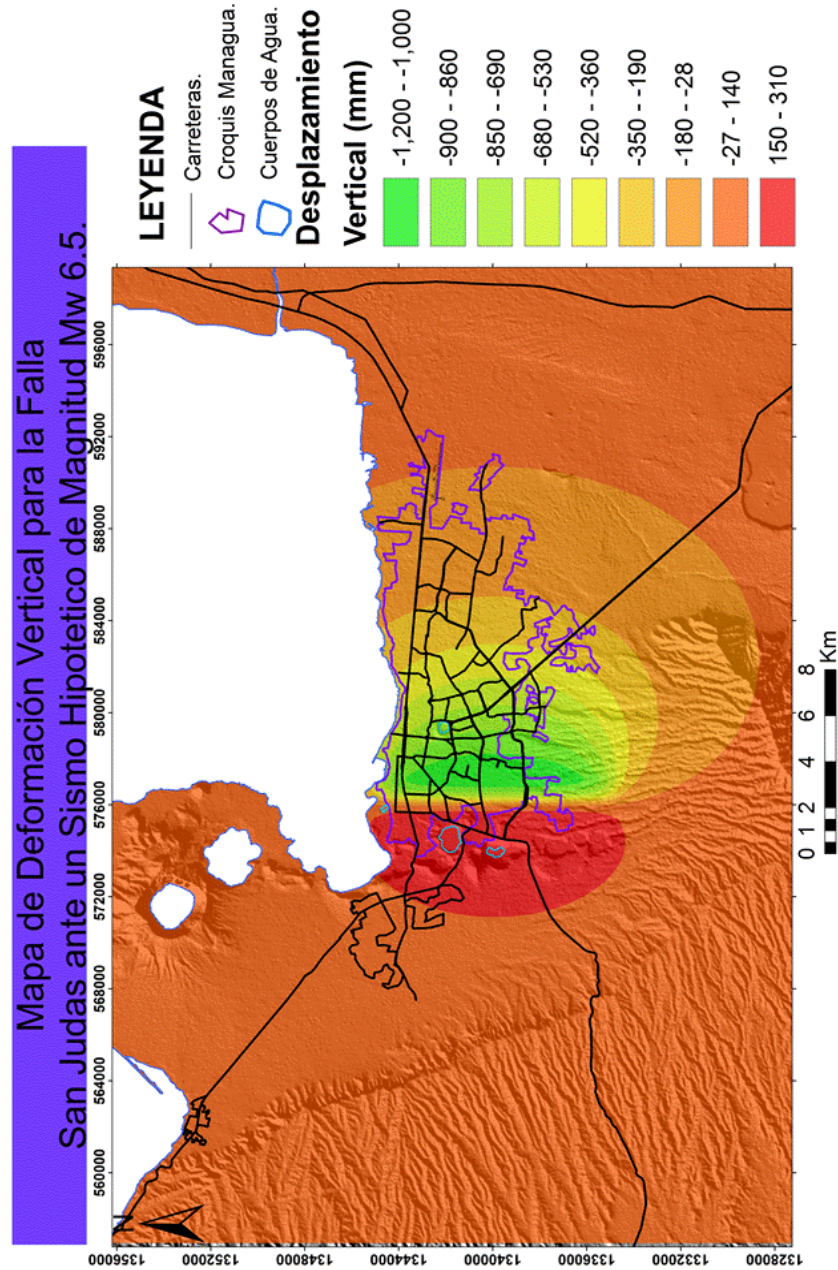 Mapa de Deformación Vertical para la Falla
San Judas ante un Sismo Hipotetico de Magnitud Mw 6.5.
LEYENDA
Carreteras.
Croquis Managua.
Cuerpos de Agua.
Desplazamiento
Vertical (mm)
-1,200 - -1,000
-900 - -860
-850 - -690
-680 - -530
-520 - -360
-350 - -190
-180 - -28
-27 - 140
150 - 310
560000
564000
568000
572000
576000
580000
584000
588000
592000
596000
1356000
1352000
1348000
1344000
1340000
1336000
1332000
1328000
0 1 2 4 6 8
Km